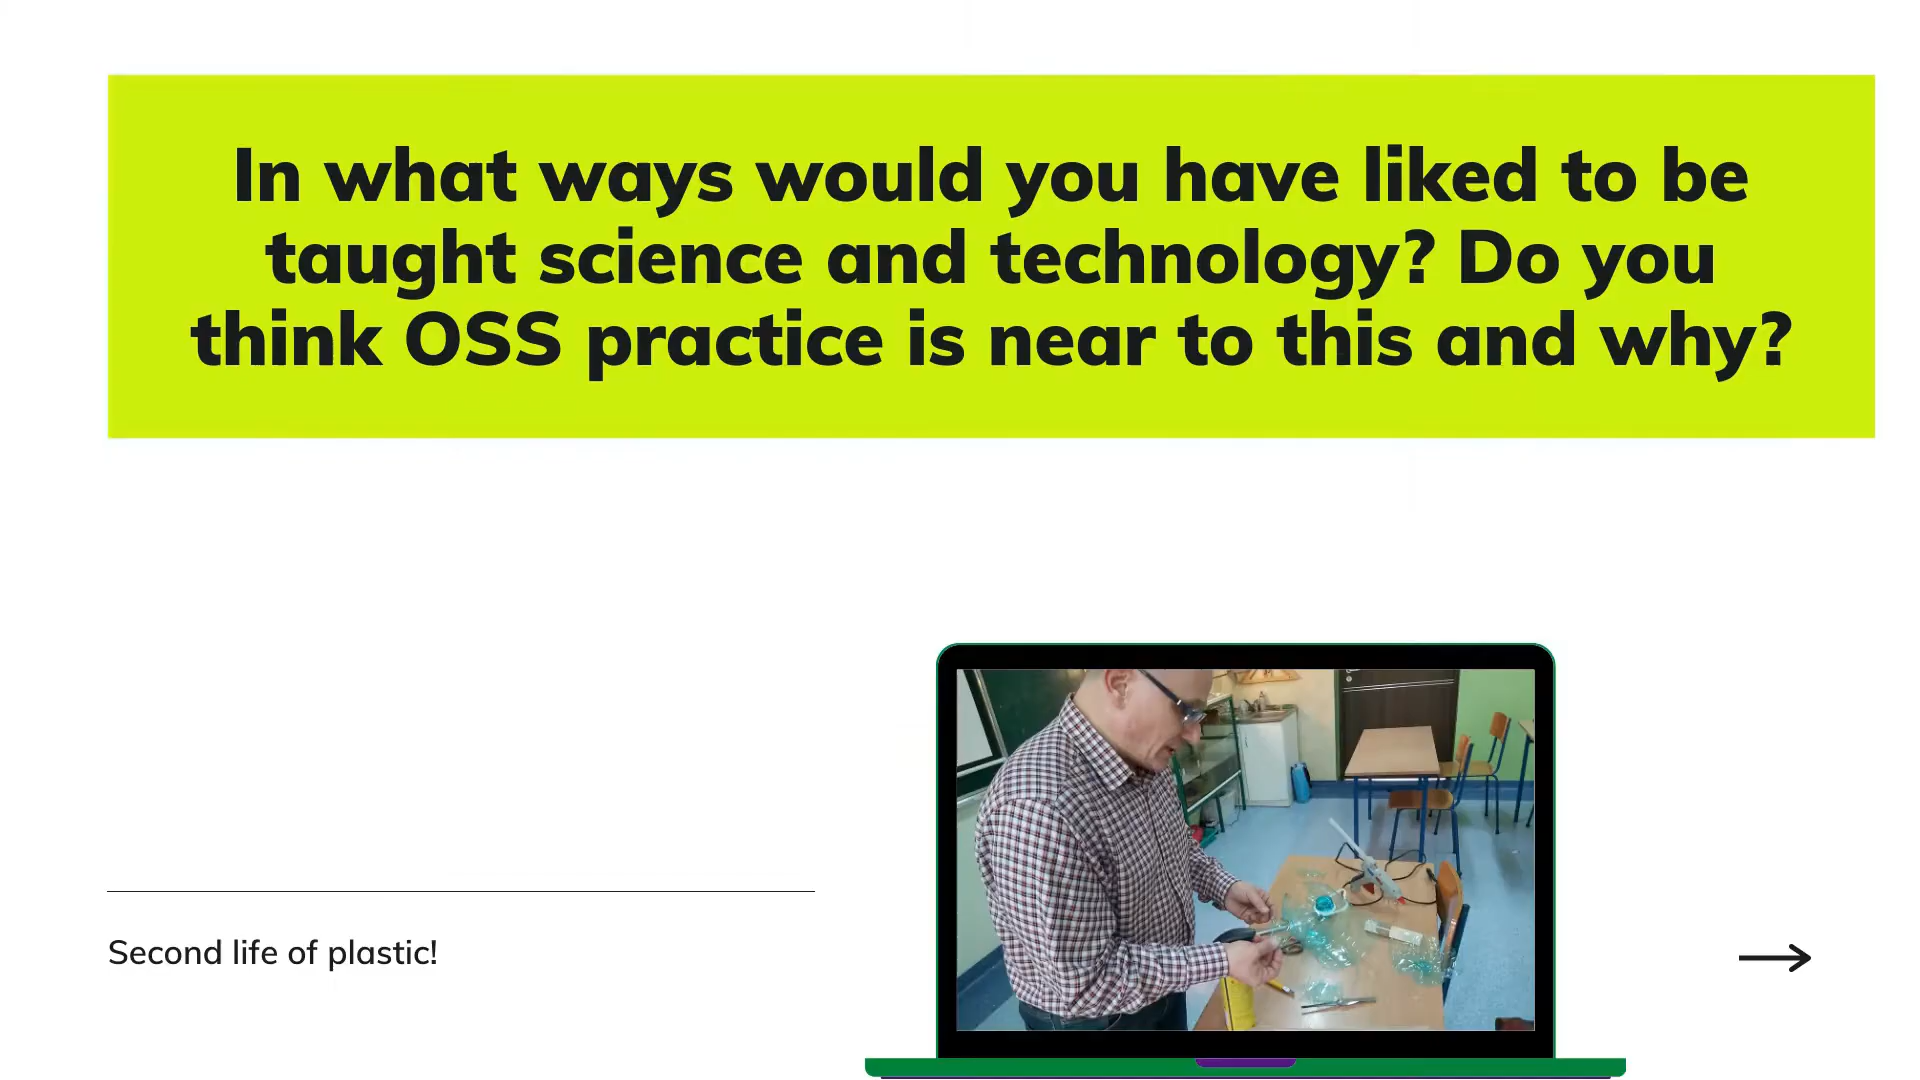 In what ways would you have liked to be
taught science and technology? Do you
think OSS practice is near to this and why?
Second life of plastic!